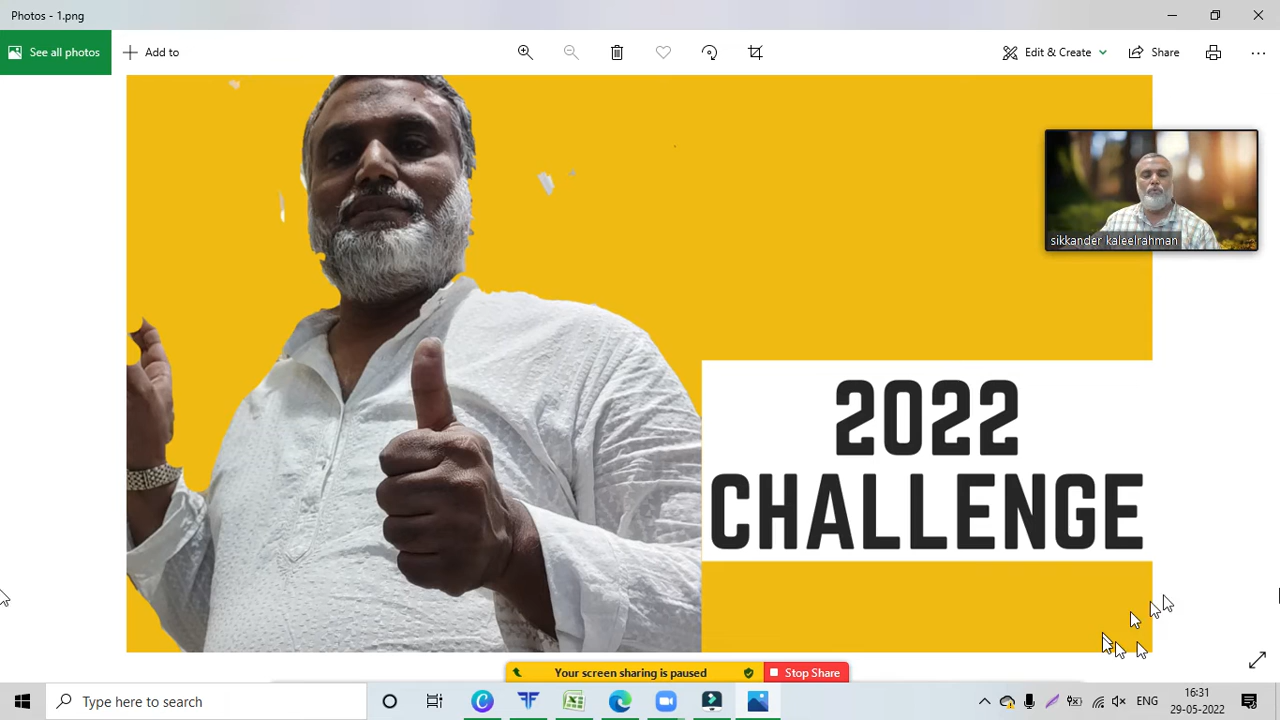 Photos - 1.png
See all photos
Add to
Edit & Create
Share
sikkander kaleelrahman
2022
CHALLENGE
Your screen sharing is paused
Stop Share
Type here to search
ENG
16:31
29-05-2022